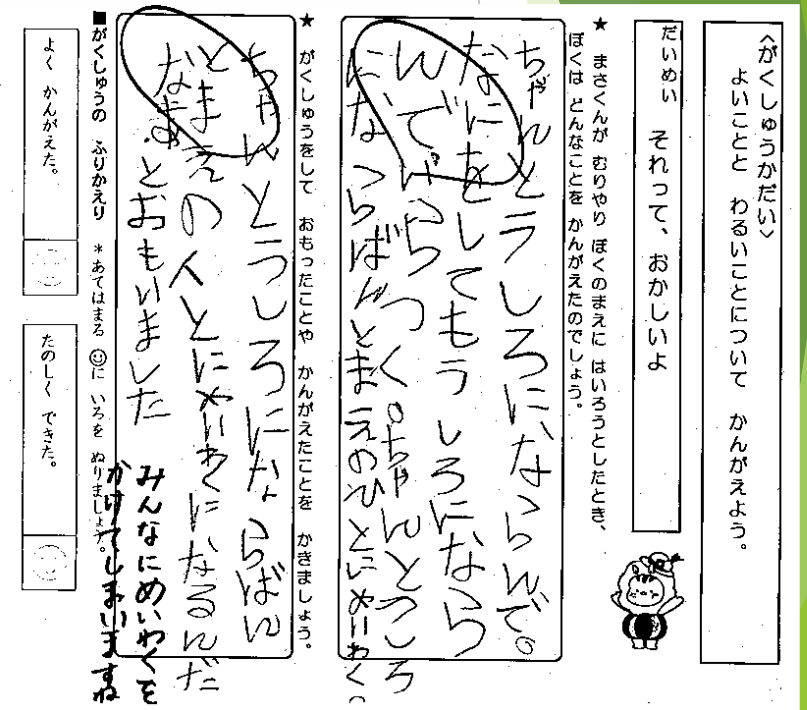 <がくしゅうかだい>
よいことと わるいことについて かんがえよう。
だいめい それって、おかしいよ
★ まさくんが むりやり ぼくのまえに はいろうとしたとき、
ぼくは どんなことを かんがえたのでしょう。
ちゃんとうしろに、ならんで。
なにをしてもうしろになら
んで、いらつく。ちゃんとうしろ
にならばんとまえのひとにめいわく。
★ がくしゅうをして おもったことや かんがえたことを かきましょう。
ちゃんとうしろにならばん
とまえの人とにめいわくになるんだ
なあ。とおもいました
みんなにめいわくを
かけてしまいますね
■がくしゅうの ふりかえり *あてはまる ☺に いろを ぬりましょう。
よく かんがえた。
たのしく できた。